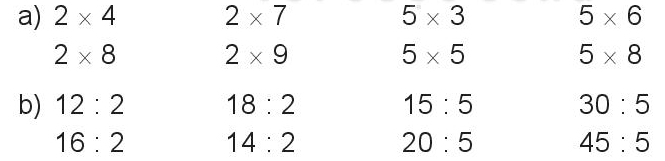 a) 2 × 4 2 × 7 5 × 3 5 × 6
2 × 8 2 × 9 5 × 5 5 × 8
b) 12 : 2 18 : 2 15 : 5 30 : 5
16 : 2 14 : 2 20 : 5 45 : 5